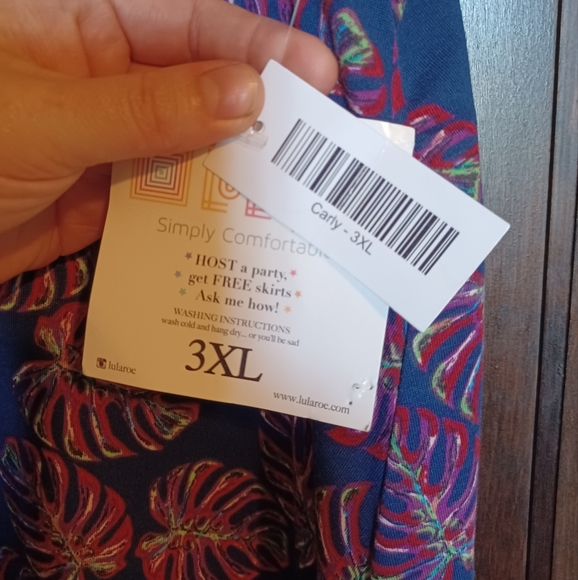 Carly - 3XL
Simply Comfortable
* HOST a party, *
* get FREE skirts *
* Ask me how! *
WASHING INSTRUCTIONS
wash cold and hang dry... or you'll be sad
3XL
lularoe
www.lularoe.com